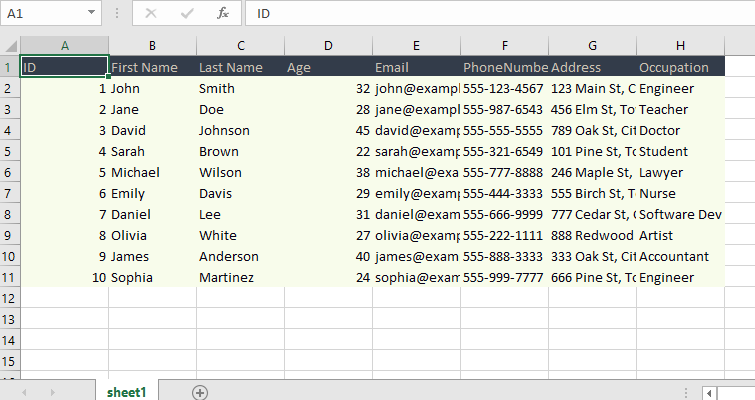 A1 fx ID
A B C D E F G H
1 ID First Name Last Name Age Email PhoneNumbe Address Occupation
2 1 John Smith 32 john@exampl 555-123-4567 123 Main St, C Engineer
3 2 Jane Doe 28 jane@exampl 555-987-6543 456 Elm St, To Teacher
4 3 David Johnson 45 david@examp 555-555-5555 789 Oak St, Cit Doctor
5 4 Sarah Brown 22 sarah@examp 555-321-6549 101 Pine St, To Student
6 5 Michael Wilson 38 michael@exa 555-777-8888 246 Maple St, Lawyer
7 6 Emily Davis 29 emily@examp 555-444-3333 555 Birch St, T Nurse
8 7 Daniel Lee 31 daniel@exam 555-666-9999 777 Cedar St, Software Dev
9 8 Olivia White 27 olivia@exam 555-222-1111 888 Redwood Artist
10 9 James Anderson 40 james@exam 555-888-3333 333 Oak St, Cit Accountant
11 10 Sophia Martinez 24 sophia@exam 555-999-7777 666 Pine St, To Engineer
12
13
14
15
sheet1